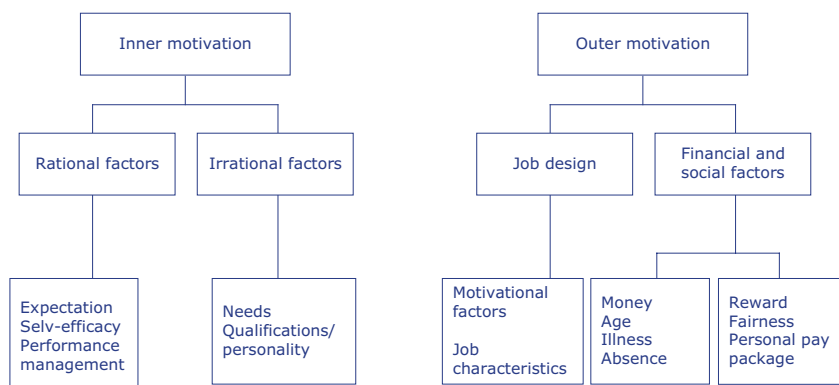 Inner motivation
Outer motivation
Rational factors
Irrational factors
Job design
Financial and
social factors
Expectation
Selv-efficacy
Performance
management
Needs
Qualifications/
personality
Motivational
factors
Job
characteristics
Money
Age
Illness
Absence
Reward
Fairness
Personal pay
package